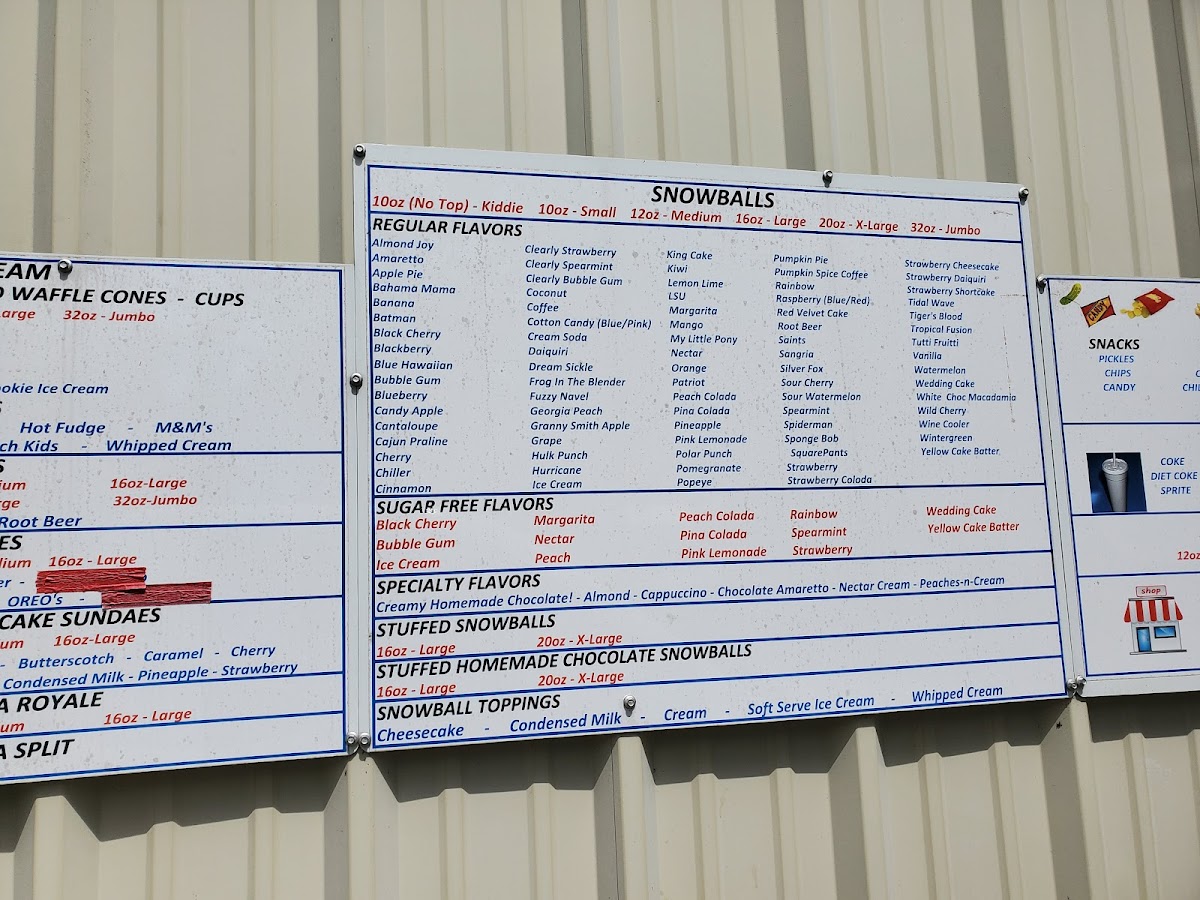 EAM
WAFFLE CONES - CUPS
arge 32oz - Jumbo
okie Ice Cream
Hot Fudge - M&M's
ch Kids - Whipped Cream
ium 16oz-Large
rge 32oz-Jumbo
Root Beer
ES
dium 16oz - Large
er -
OREO's -
CAKE SUNDAES
um 16oz-Large
- Butterscotch - Caramel - Cherry
Condensed Milk - Pineapple - Strawberry
A ROYALE
um 16oz - Large
A SPLIT
SNOWBALLS
10oz (No Top) - Kiddie 10oz - Small 12oz - Medium 16oz - Large 20oz - X-Large 32oz - Jumbo
REGULAR FLAVORS
Almond Joy
Amaretto
Apple Pie
Bahama Mama
Banana
Batman
Black Cherry
Blackberry
Blue Hawaiian
Bubble Gum
Blueberry
Candy Apple
Cantaloupe
Cajun Praline
Cherry
Chiller
Cinnamon
Clearly Strawberry
Clearly Spearmint
Clearly Bubble Gum
Coconut
Coffee
Cotton Candy (Blue/Pink)
Cream Soda
Daiquiri
Dream Sickle
Frog In The Blender
Fuzzy Navel
Georgia Peach
Granny Smith Apple
Grape
Hulk Punch
Hurricane
Ice Cream
King Cake
Kiwi
Lemon Lime
LSU
Margarita
Mango
My Little Pony
Nectar
Orange
Patriot
Peach Colada
Pina Colada
Pineapple
Pink Lemonade
Polar Punch
Pomegranate
Popeye
Pumpkin Pie
Pumpkin Spice Coffee
Rainbow
Raspberry (Blue/Red)
Red Velvet Cake
Root Beer
Saints
Sangria
Silver Fox
Sour Cherry
Sour Watermelon
Spearmint
Spiderman
Sponge Bob
SquarePants
Strawberry
Strawberry Colada
Strawberry Cheesecake
Strawberry Daiquiri
Strawberry Shortcake
Tidal Wave
Tiger's Blood
Tropical Fusion
Tutti Fruitti
Vanilla
Watermelon
Wedding Cake
White Choc Macadamia
Wild Cherry
Wine Cooler
Wintergreen
Yellow Cake Batter
SUGAR FREE FLAVORS
Black Cherry Margarita Peach Colada Rainbow Wedding Cake
Bubble Gum Nectar Pina Colada Spearmint Yellow Cake Batter
Ice Cream Peach Pink Lemonade Strawberry
SPECIALTY FLAVORS
Creamy Homemade Chocolate! - Almond - Cappuccino - Chocolate Amaretto - Nectar Cream - Peaches-n-Cream
STUFFED SNOWBALLS
16oz - Large 20oz - X-Large
STUFFED HOMEMADE CHOCOLATE SNOWBALLS
16oz - Large 20oz - X-Large
SNOWBALL TOPPINGS
Cheesecake - Condensed Milk - Cream - Soft Serve Ice Cream - Whipped Cream
CANDY
SNACKS
PICKLES
CHIPS
CANDY
COKE
DIET COKE
SPRITE
12oz
shop